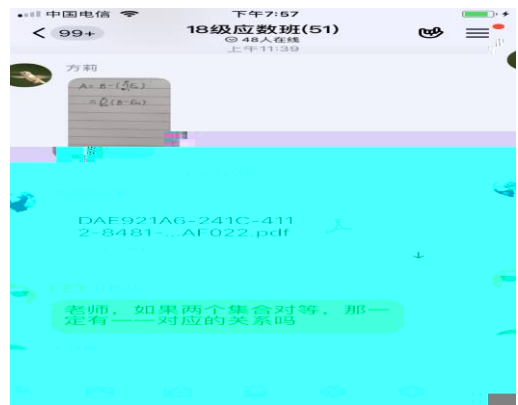 中国电信
下午7:57
99+
18级应数班(51)
48人在线
上午11:39
方莉
DAE921A6-241C-411
2-8481-...AF022.pdf
老师，如果两个集合对等，那一
定有一一对应的关系吗